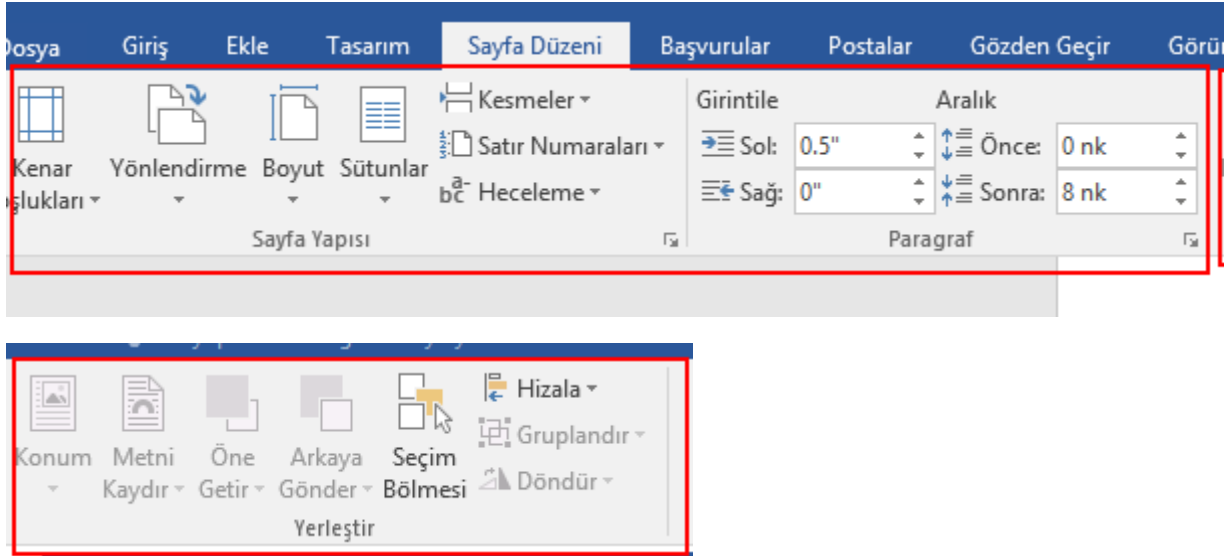 Dosya Giriş Ekle Tasarım Sayfa Düzeni Başvurular Postalar Gözden Geçir
Kesmeler Girintile Aralık
Satır Numaraları Sol: 0.5" Önce: 0 nk
Kenar Yönlendirme Boyut Sütunlar
Heceleme Sağ: 0" Sonra: 8 nk
Sayfa Yapısı Paragraf
Hizala
Gruplandır
Konum Metni Öne Arkaya Seçim
Kaydır Getir Gönder Bölmesi Döndür
Yerleştir